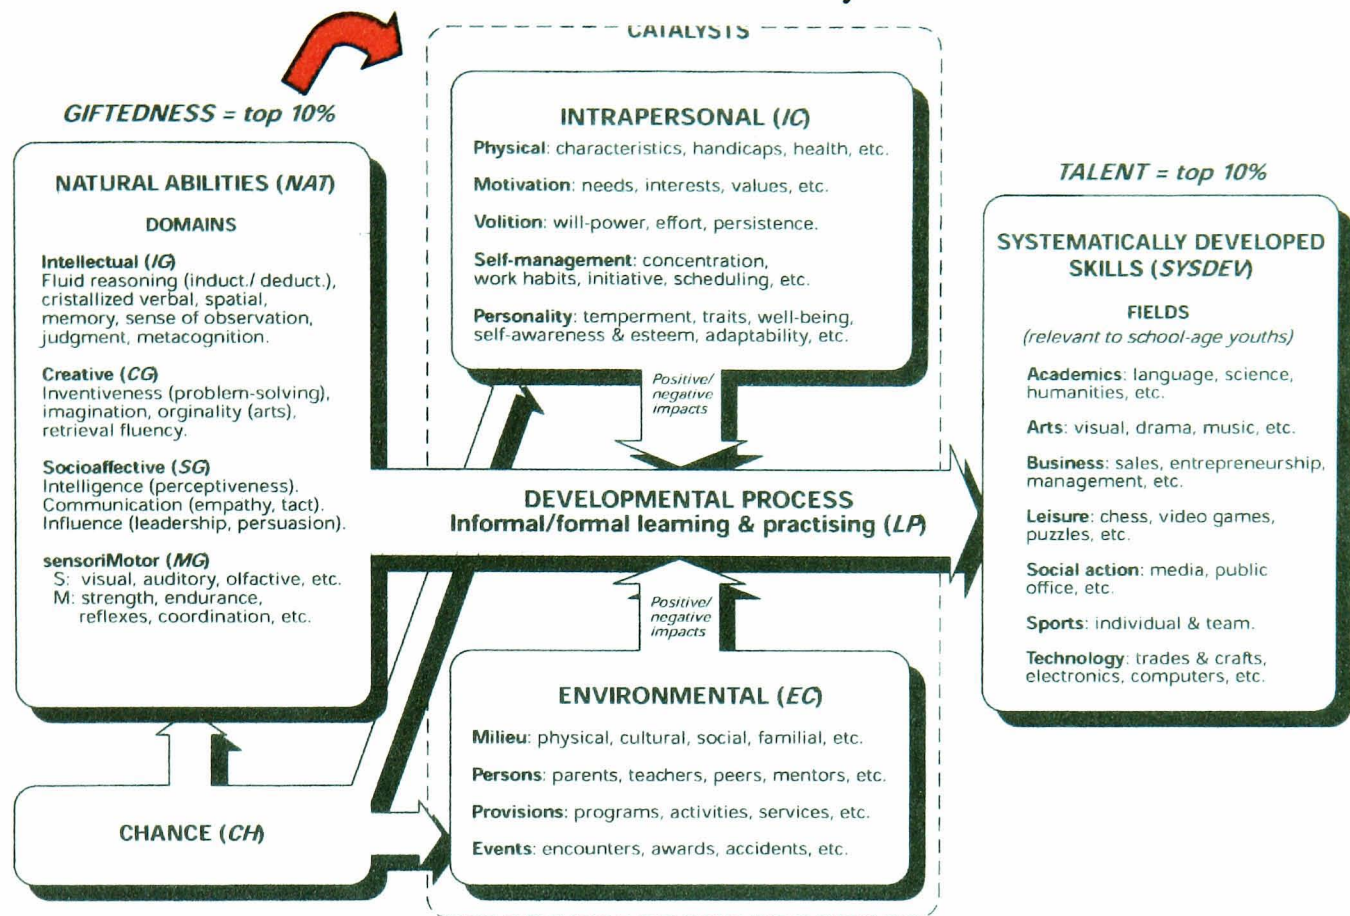 CATALYSTS
GIFTEDNESS = top 10%
NATURAL ABILITIES (NAT)
DOMAINS
Intellectual (IG)
Fluid reasoning (induct./ deduct.),
cristallized verbal, spatial,
memory, sense of observation,
judgment, metacognition.
Creative (CG)
Inventiveness (problem-solving),
imagination, orginality (arts),
retrieval fluency.
Socioaffective (SG)
Intelligence (perceptiveness).
Communication (empathy, tact).
Influence (leadership, persuasion).
sensoriMotor (MG)
S: visual, auditory, olfactive, etc.
M: strength, endurance,
reflexes, coordination, etc.
CHANCE (CH)
INTRAPERSONAL (IC)
Physical: characteristics, handicaps, health, etc.
Motivation: needs, interests, values, etc.
Volition: will-power, effort, persistence.
Self-management: concentration,
work habits, initiative, scheduling, etc.
Personality: temperment, traits, well-being,
self-awareness & esteem, adaptability, etc.
Positive/
negative
impacts
DEVELOPMENTAL PROCESS
Informal/formal learning & practising (LP)
Positive/
negative
impacts
ENVIRONMENTAL (EC)
Milieu: physical, cultural, social, familial, etc.
Persons: parents, teachers, peers, mentors, etc.
Provisions: programs, activities, services, etc.
Events: encounters, awards, accidents, etc.
TALENT = top 10%
SYSTEMATICALLY DEVELOPED
SKILLS (SYSDEV)
FIELDS
(relevant to school-age youths)
Academics: language, science,
humanities, etc.
Arts: visual, drama, music, etc.
Business: sales, entrepreneurship,
management, etc.
Leisure: chess, video games,
puzzles, etc.
Social action: media, public
office, etc.
Sports: individual & team.
Technology: trades & crafts,
electronics, computers, etc.